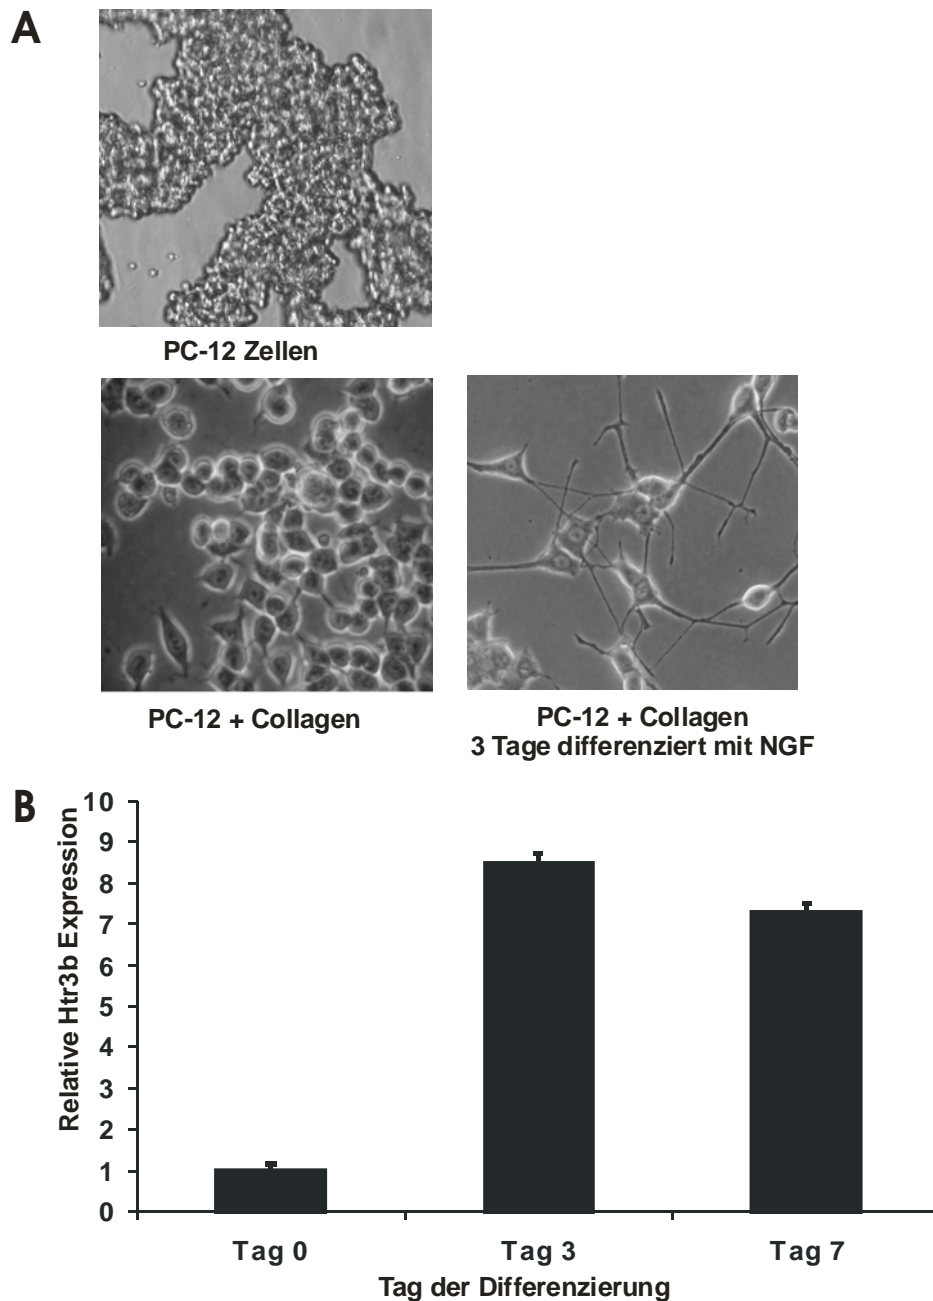 A
PC-12 Zellen
PC-12 + Collagen
PC-12 + Collagen
3 Tage differenziert mit NGF
B
Relative Htr3b Expression
10
9
8
7
6
5
4
3
2
1
0
Tag 0 Tag 3 Tag 7
Tag der Differenzierung